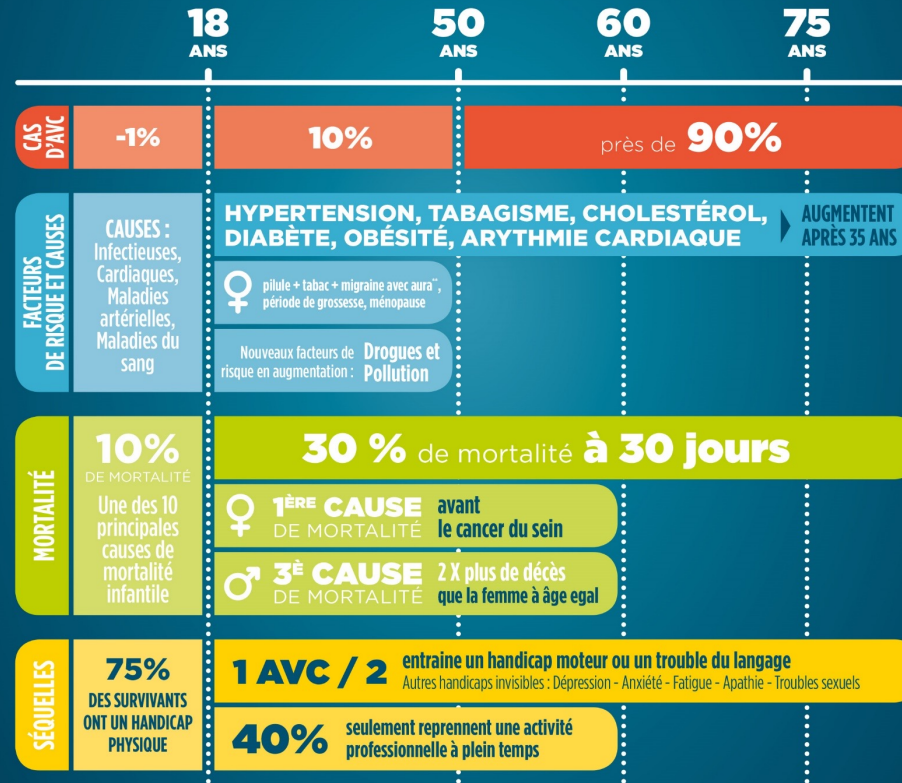 18
ANS
50
ANS
60
ANS
75
ANS
CAS
D'AVC
-1%
10%
près de 90%
FACTEURS
DE RISQUE ET CAUSES
CAUSES :
Infectieuses,
Cardiaques,
Maladies
artérielles,
Maladies du
sang
HYPERTENSION, TABAGISME, CHOLESTÉROL,
DIABÈTE, OBÉSITÉ, ARYTHMIE CARDIAQUE
AUGMENTENT
APRÈS 35 ANS
pilule + tabac + migraine avec aura**,
période de grossesse, ménopause
Nouveaux facteurs de
risque en augmentation :
Drogues et
Pollution
MORTALITÉ
10%
DE MORTALITÉ
Une des 10
principales
causes de
mortalité
infantile
30 % de mortalité à 30 jours
1ÈRE CAUSE
DE MORTALITÉ
avant
le cancer du sein
3È CAUSE
DE MORTALITÉ
2 X plus de décès
que la femme à âge egal
SÉQUELLES
75%
DES SURVIVANTS
ONT UN HANDICAP
PHYSIQUE
1 AVC / 2
entraine un handicap moteur ou un trouble du langage
Autres handicaps invisibles : Dépression - Anxiété - Fatigue - Apathie - Troubles sexuels
40%
seulement reprennent une activité
professionnelle à plein temps